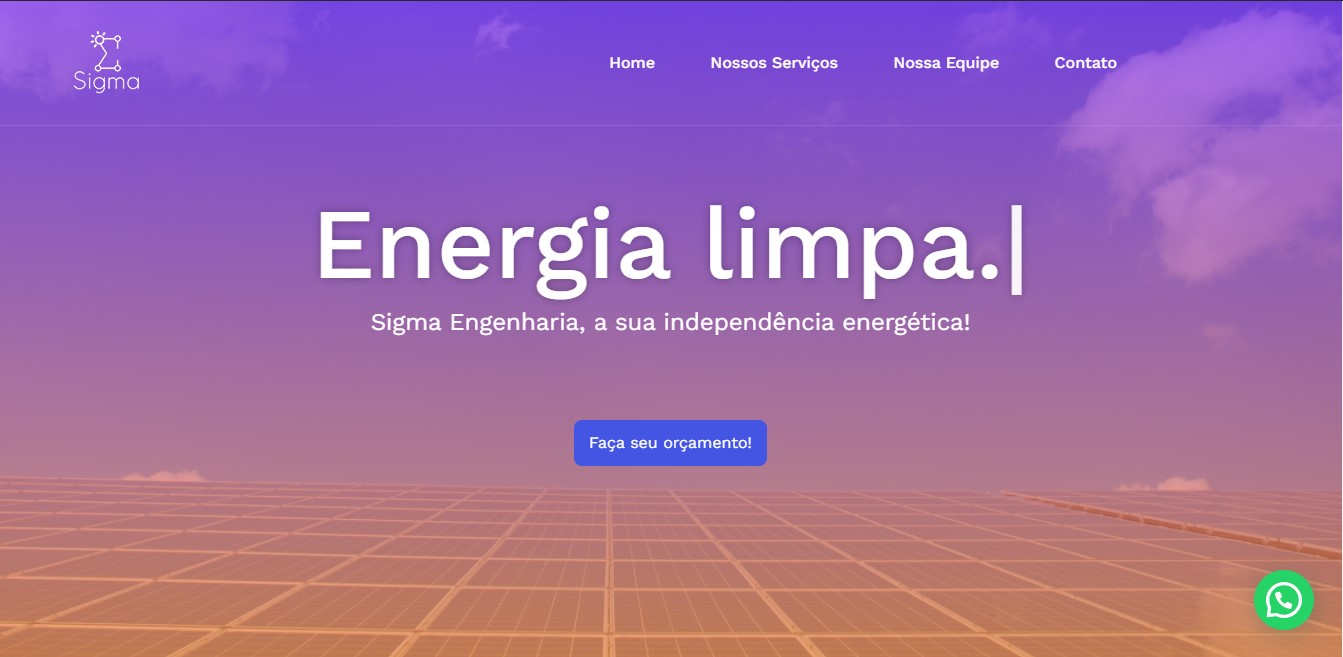 Sigma
Home Nossos Serviços Nossa Equipe Contato
Energia limpa.|
Sigma Engenharia, a sua independência energética!
Faça seu orçamento!